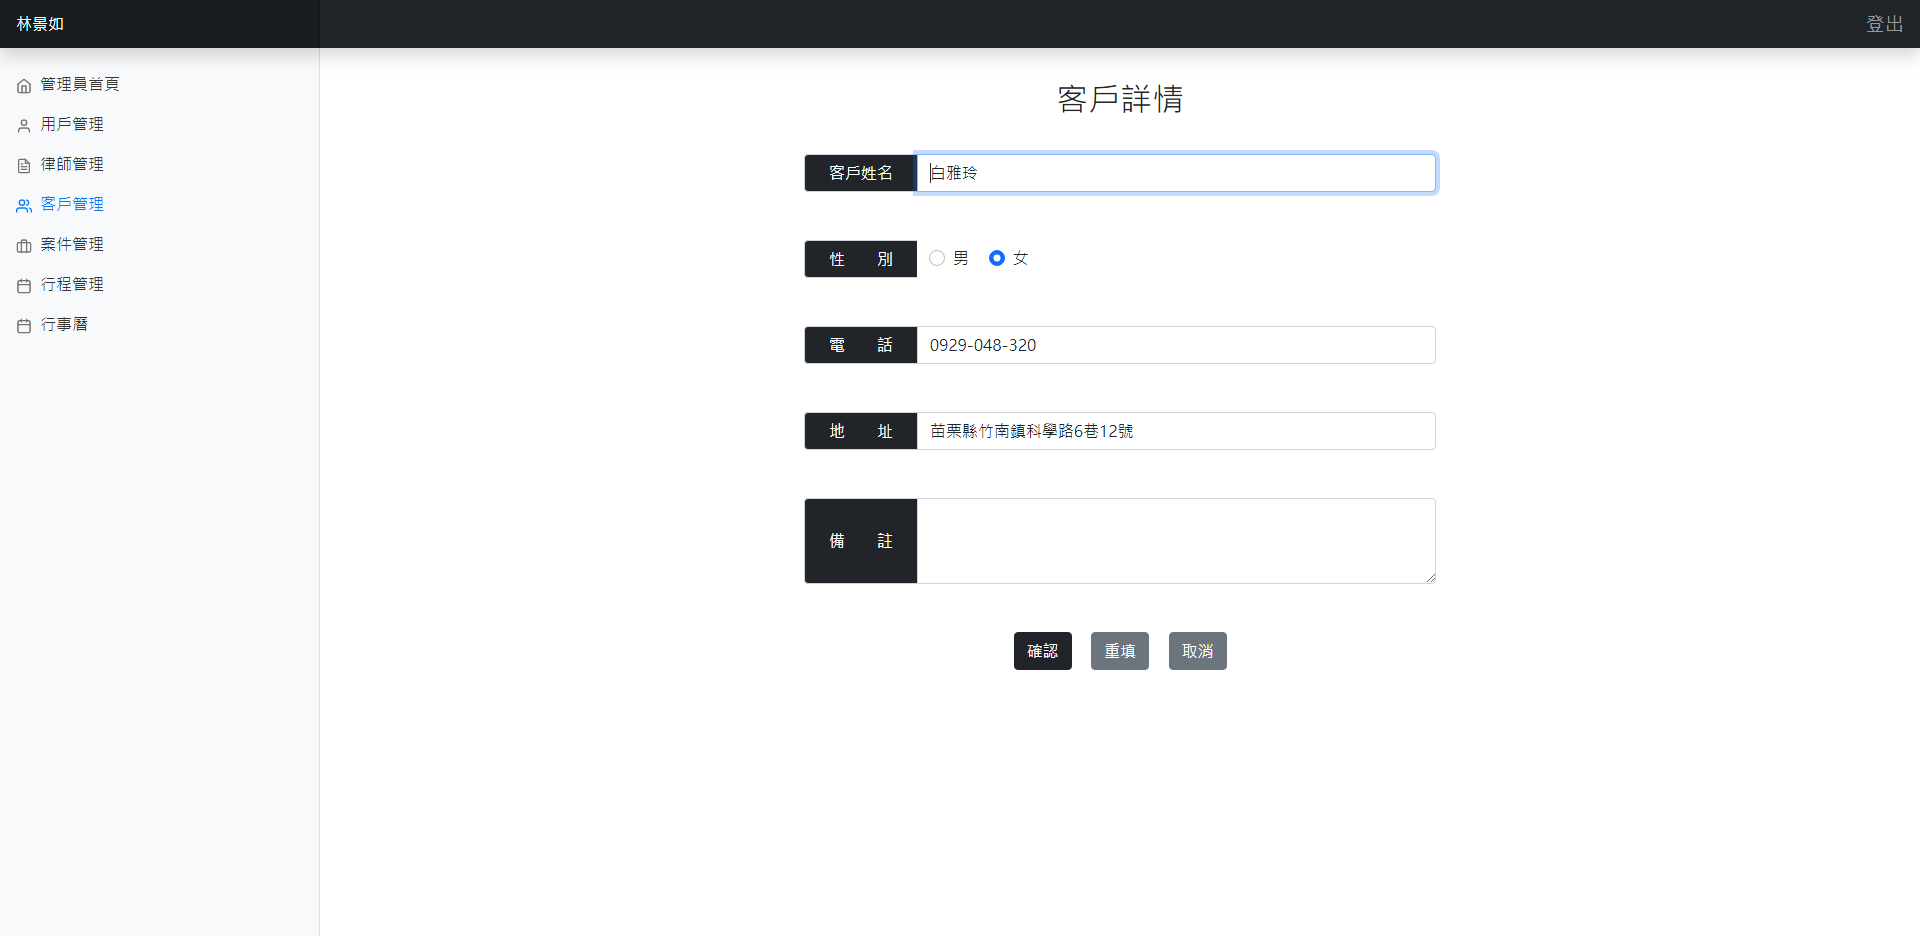 林景如
登出
管理員首頁
用戶管理
律師管理
客戶管理
案件管理
行程管理
行事曆
客戶詳情
客戶姓名 白雅玲
性 別 男 女
電 話 0929-048-320
地 址 苗栗縣竹南鎮科學路6巷12號
備 註
確認 重填 取消